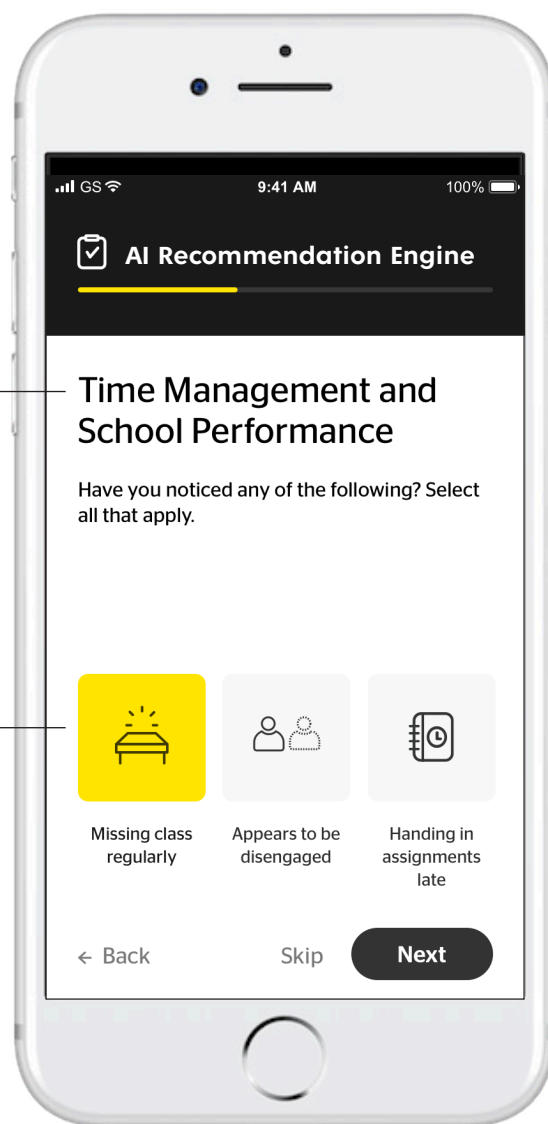 GS 9:41 AM 100%
AI Recommendation Engine
Time Management and
School Performance
Have you noticed any of the following? Select
all that apply.
Missing class
regularly
Appears to be
disengaged
Handing in
assignments
late
← Back Skip Next